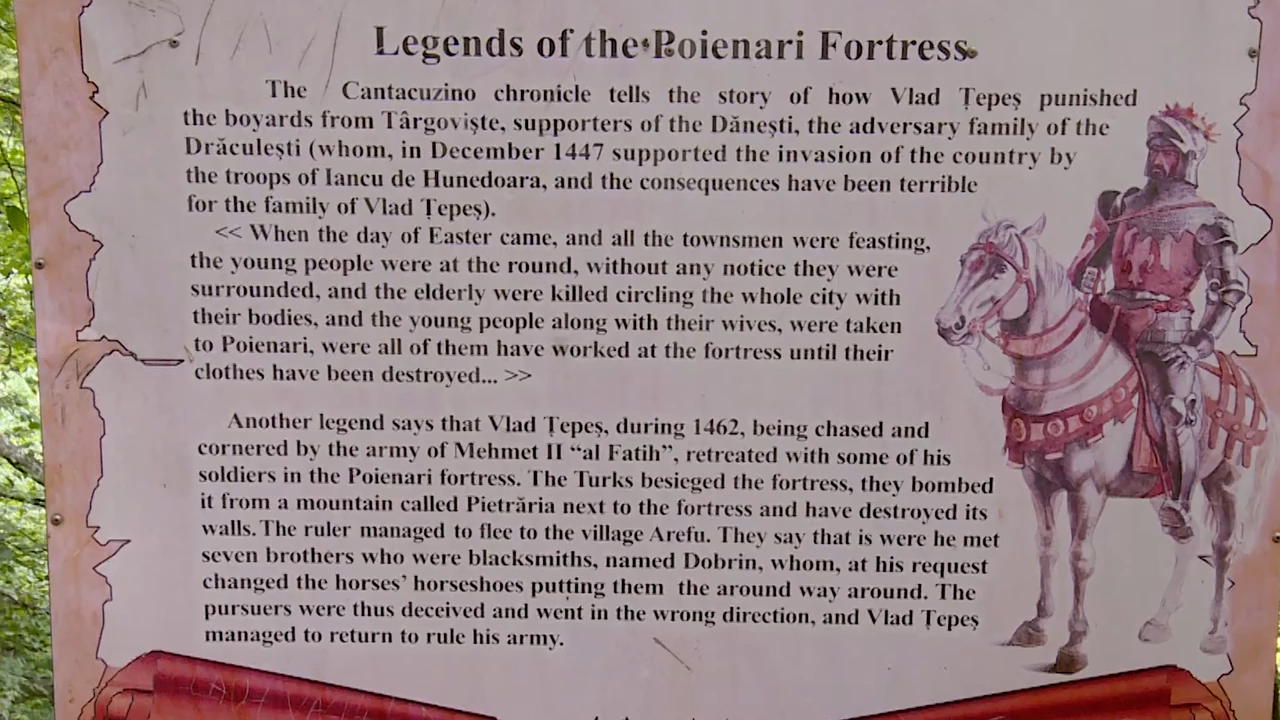 Legends of the Poienari Fortress
The Cantacuzino chronicle tells the story of how Vlad Ţepeş punished
the boyards from Târgovişte, supporters of the Dăneşti, the adversary family of the
Drăculeşti (whom, in December 1447 supported the invasion of the country by
the troops of Iancu de Hunedoara, and the consequences have been terrible
for the family of Vlad Ţepeş).
<< When the day of Easter came, and all the townsmen were feasting,
the young people were at the round, without any notice they were
surrounded, and the elderly were killed circling the whole city with
their bodies, and the young people along with their wives, were taken
to Poienari, were all of them have worked at the fortress until their
clothes have been destroyed... >>
Another legend says that Vlad Ţepeş, during 1462, being chased and
cornered by the army of Mehmet II “al Fatih”, retreated with some of his
soldiers in the Poienari fortress. The Turks besieged the fortress, they bombed
it from a mountain called Pietrăria next to the fortress and have destroyed its
walls. The ruler managed to flee to the village Arefu. They say that is were he met
seven brothers who were blacksmiths, named Dobrin, whom, at his request
changed the horses’ horseshoes putting them the around way around. The
pursuers were thus deceived and went in the wrong direction, and Vlad Ţepeş
managed to return to rule his army.